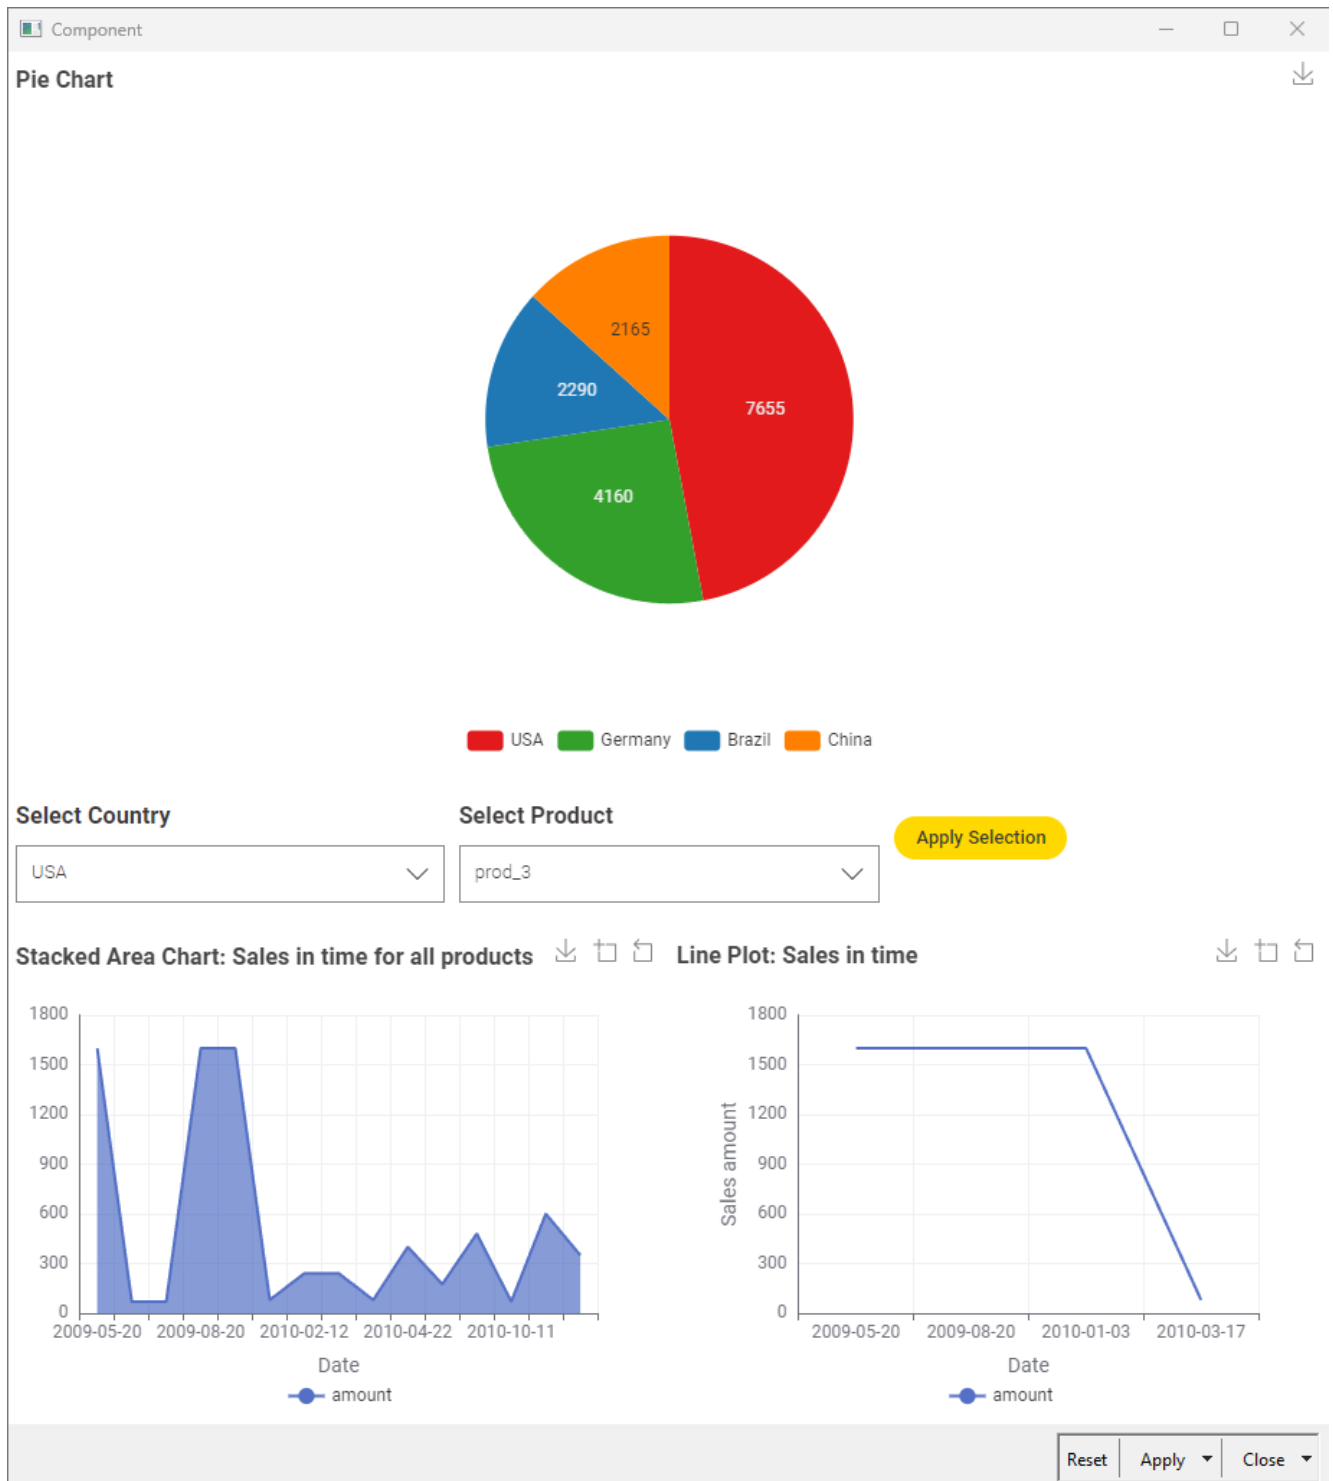 Component
Pie Chart
2165
2290
7655
4160
USA Germany Brazil China
Select Country
Select Product
Apply Selection
USA
prod_3
Stacked Area Chart: Sales in time for all products
1800
1500
1200
900
600
300
0
2009-05-20 2009-08-20 2010-02-12 2010-04-22 2010-10-11
Date
amount
Line Plot: Sales in time
Sales amount
1800
1500
1200
900
600
300
0
2009-05-20 2009-08-20 2010-01-03 2010-03-17
Date
amount
Reset Apply Close